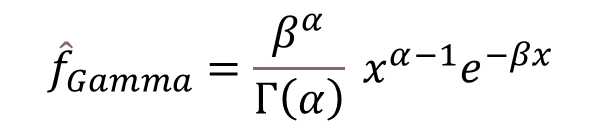 f̂_Gamma = β^α / Γ(α) x^(α−1) e^(−βx)